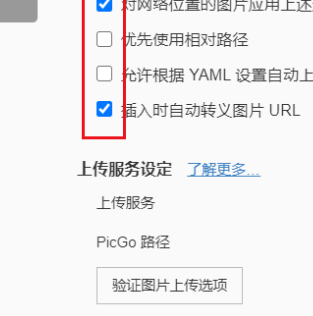 对网络位置的图片应用上述
优先使用相对路径
允许根据 YAML 设置自动上
插入时自动转义图片 URL
上传服务设定 了解更多...
上传服务
PicGo 路径
验证图片上传选项